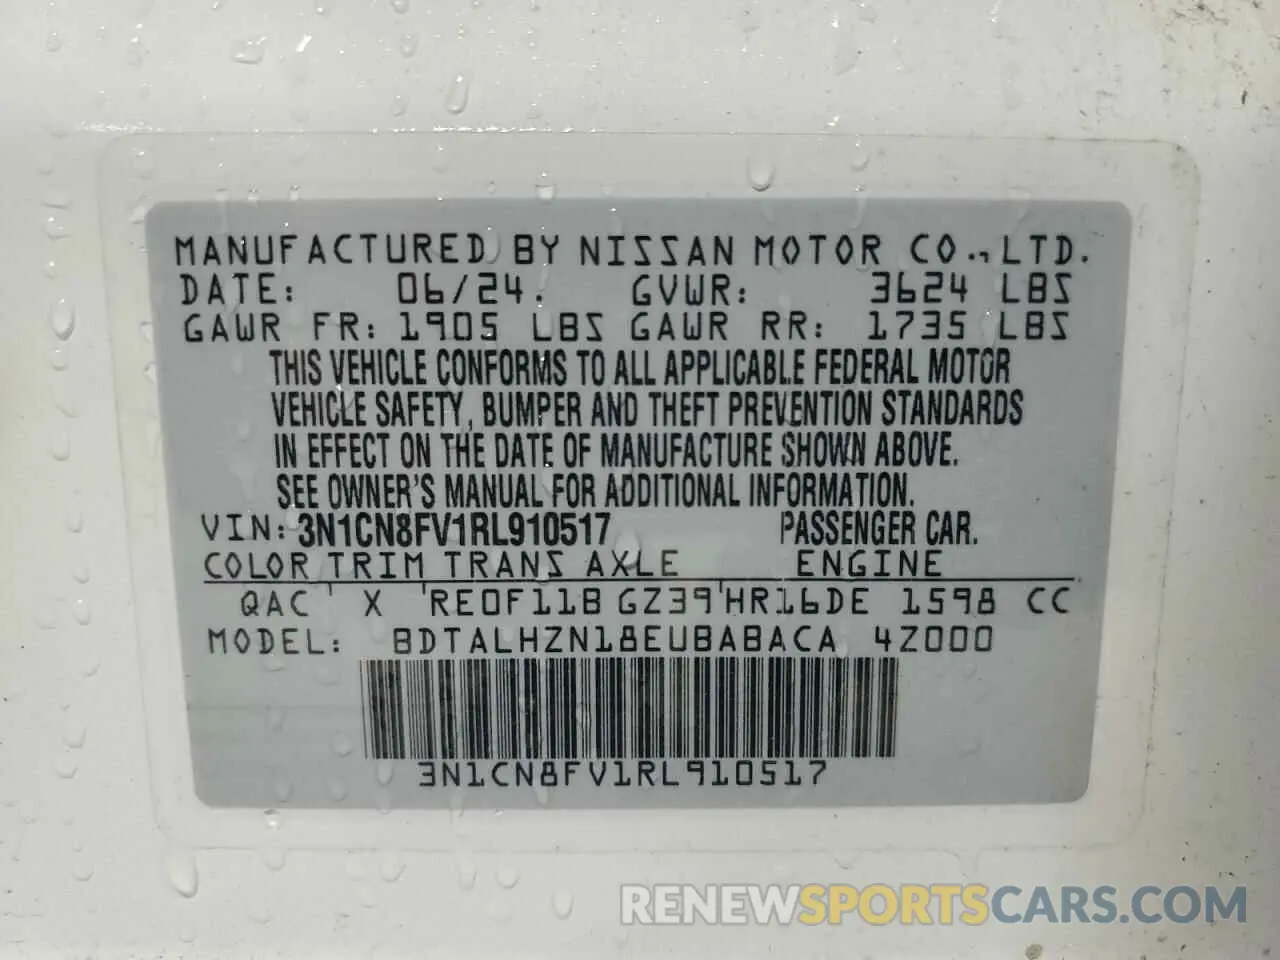 MANUFACTURED BY NISSAN MOTOR CO., LTD.
DATE: 06/24. GVWR: 3624 LBS
GAWR FR: 1905 LBS GAWR RR: 1735 LBS
THIS VEHICLE CONFORMS TO ALL APPLICABLE FEDERAL MOTOR
VEHICLE SAFETY, BUMPER AND THEFT PREVENTION STANDARDS
IN EFFECT ON THE DATE OF MANUFACTURE SHOWN ABOVE.
SEE OWNER'S MANUAL FOR ADDITIONAL INFORMATION.
VIN: 3N1CN8FV1RL910517 PASSENGER CAR.
COLOR TRIM TRANS AXLE ENGINE
QAC X RE0F11B GZ39 HR16DE 1598 CC
MODEL: BDTALHZN18EUBABACA 4Z000
3N1CN8FV1RL910517
RENEWSPORTSCARS.COM